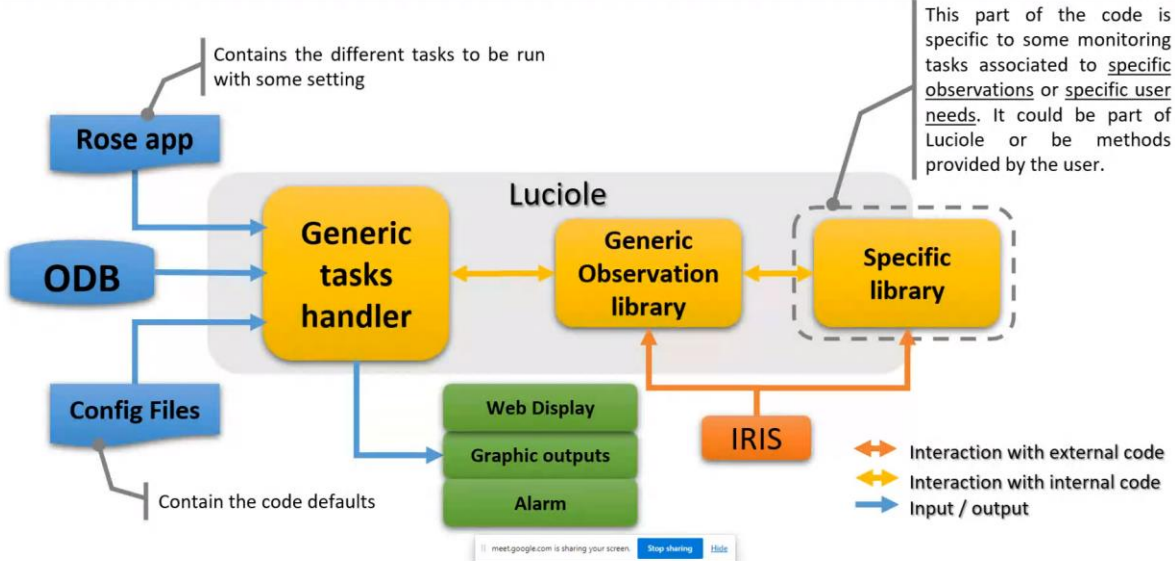 This part of the code is
specific to some monitoring
tasks associated to specific
observations or specific user
needs. It could be part of
Luciole or be methods
provided by the user.
Contains the different tasks to be run
with some setting
Rose app
Luciole
ODB
Generic
tasks
handler
Generic
Observation
library
Specific
library
Config Files
Contain the code defaults
Web Display
Graphic outputs
Alarm
IRIS
Interaction with external code
Interaction with internal code
Input / output
meet.google.com is sharing your screen. Stop sharing Hide